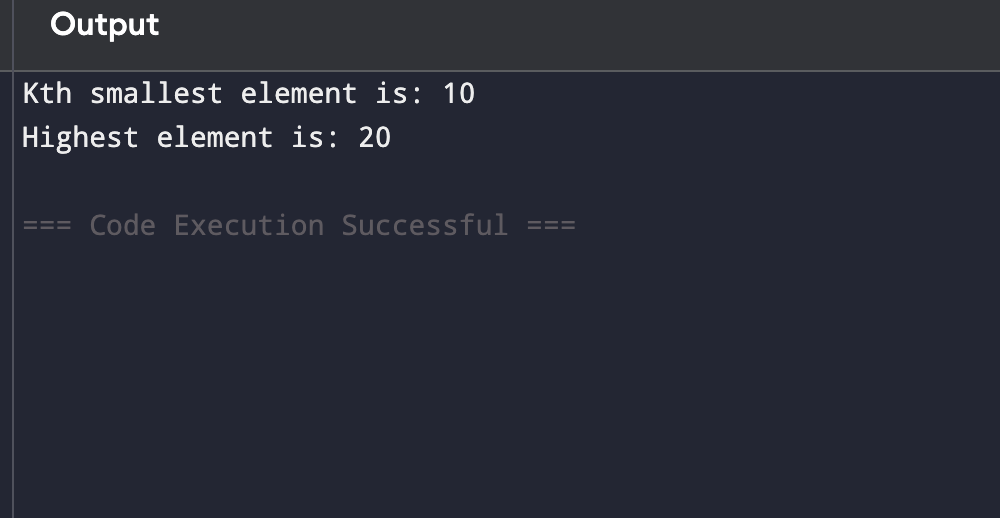 Output
Kth smallest element is: 10
Highest element is: 20
=== Code Execution Successful ===